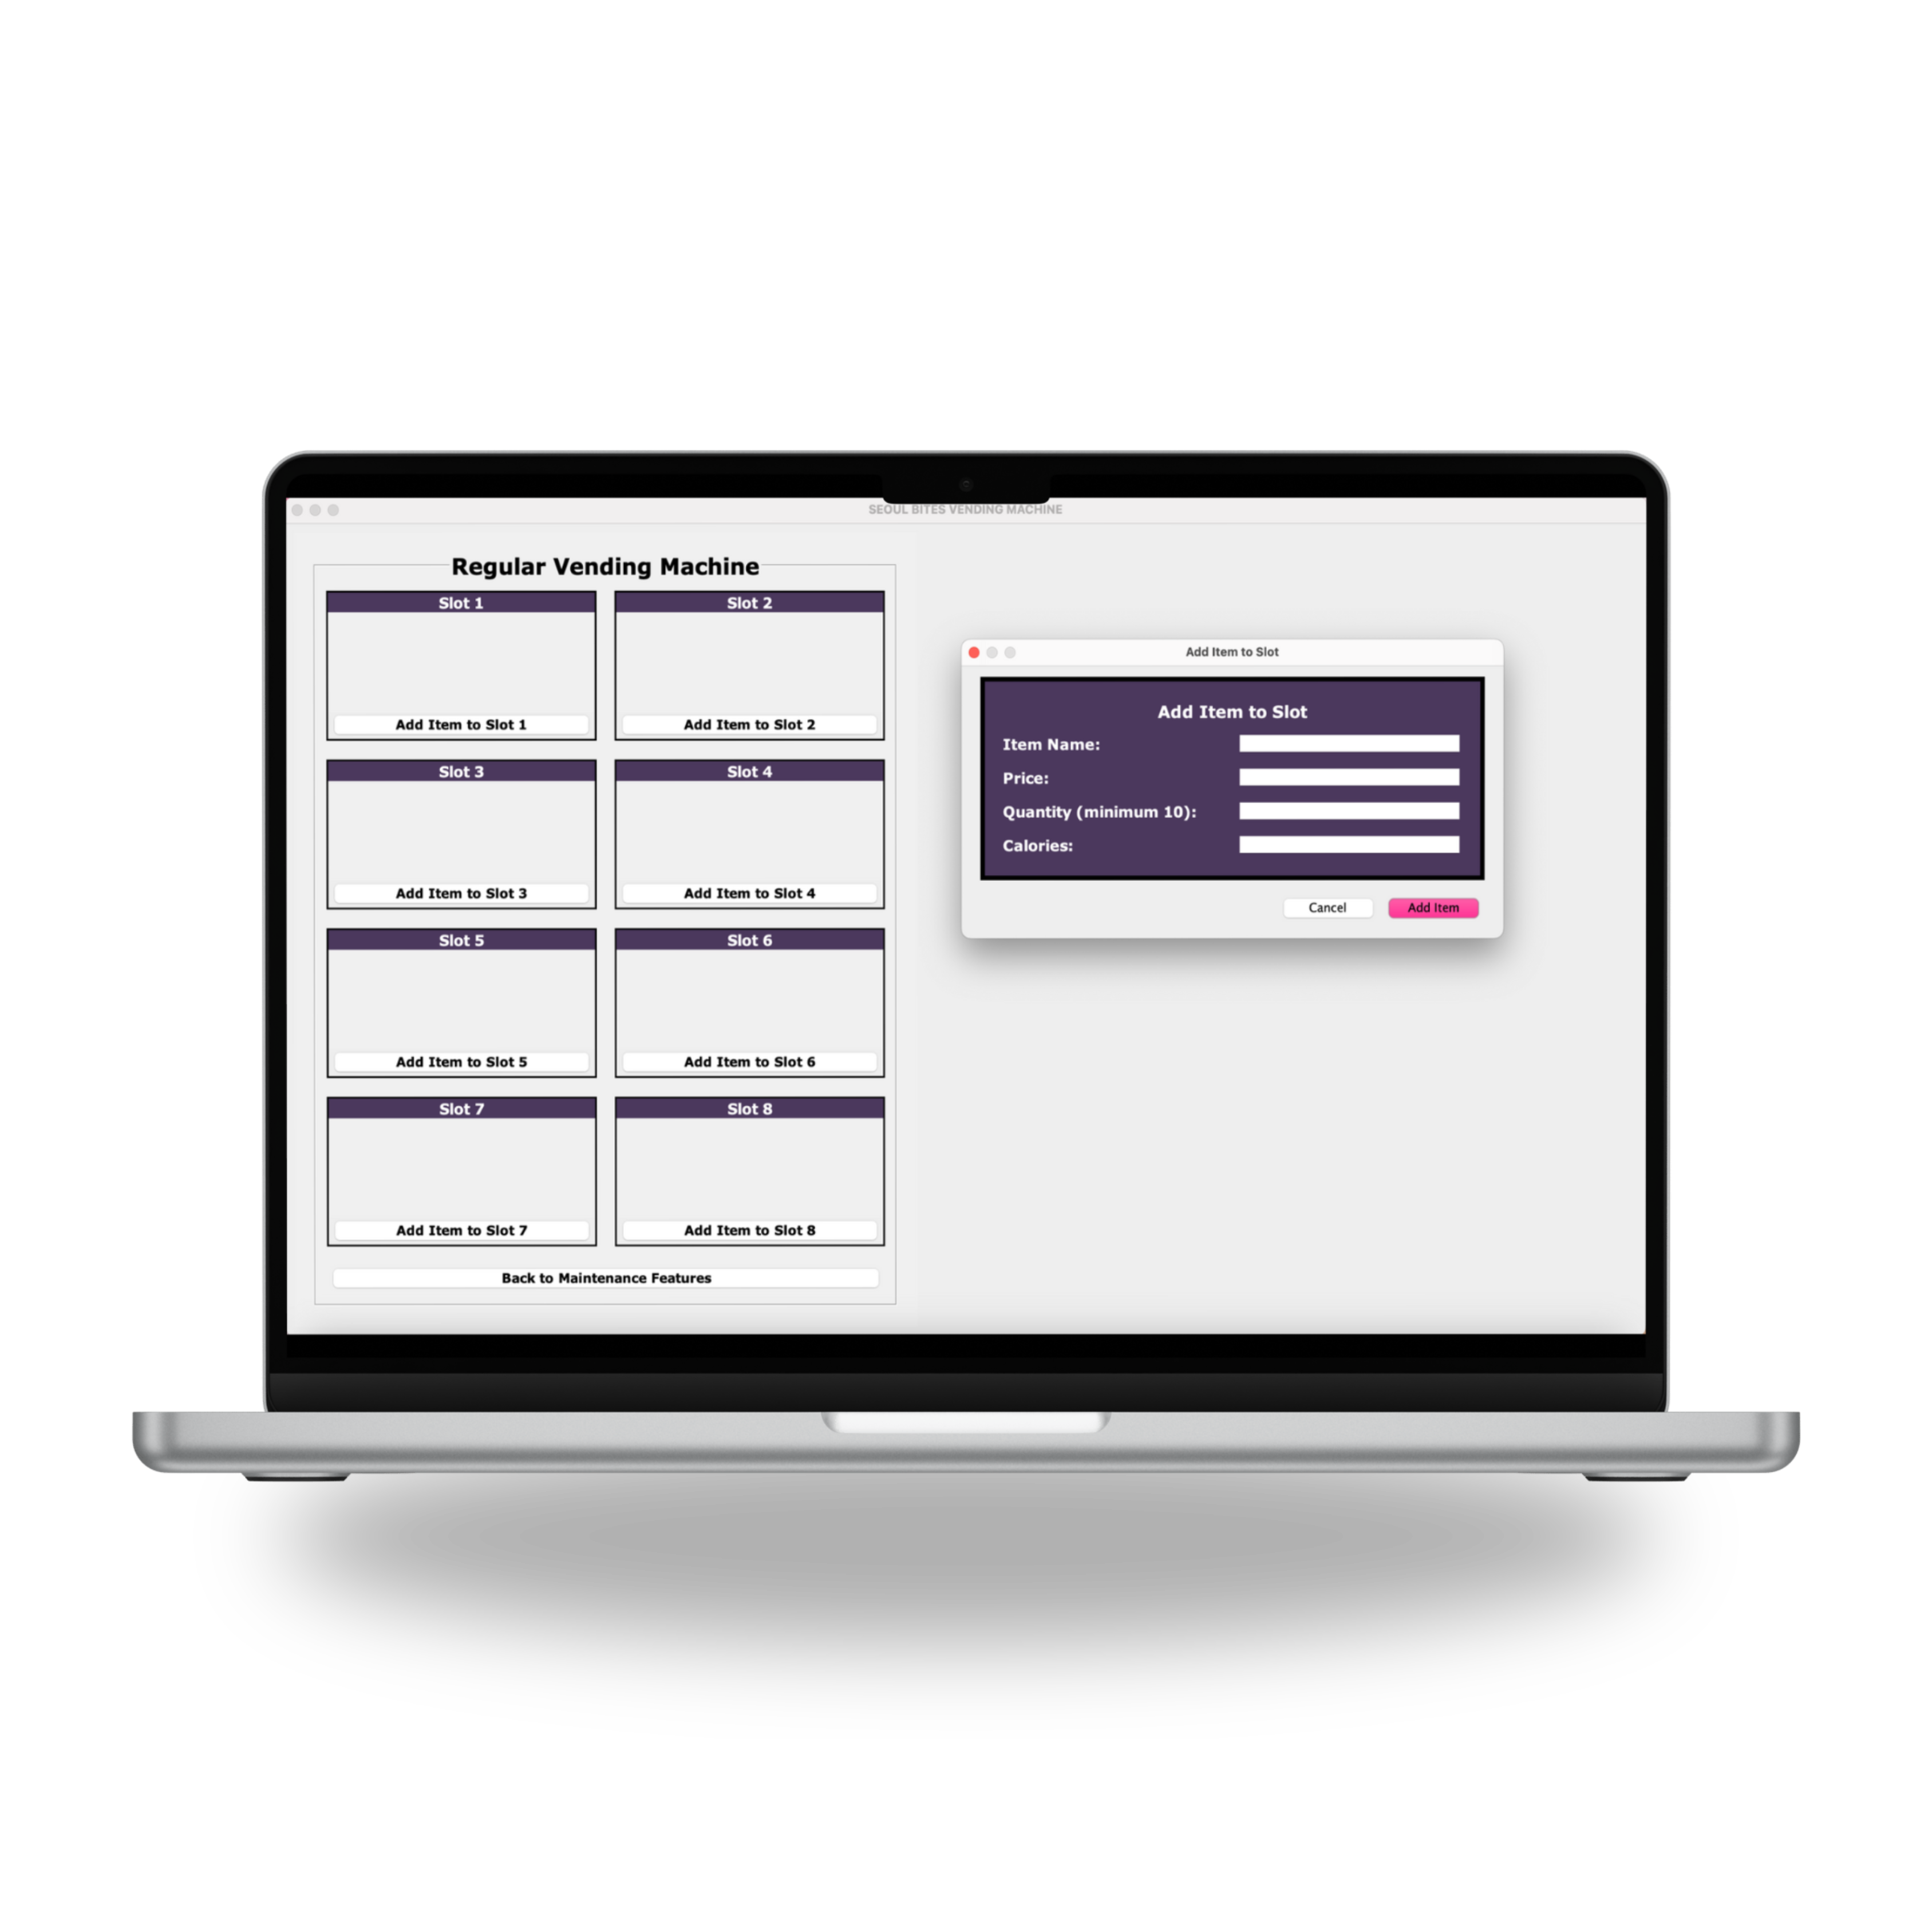 SEOUL BITES VENDING MACHINE
Regular Vending Machine
Slot 1
Slot 2
Add Item to Slot 1
Add Item to Slot 2
Slot 3
Slot 4
Add Item to Slot 3
Add Item to Slot 4
Slot 5
Slot 6
Add Item to Slot 5
Add Item to Slot 6
Slot 7
Slot 8
Add Item to Slot 7
Add Item to Slot 8
Back to Maintenance Features
Add Item to Slot
Add Item to Slot
Item Name:
Price:
Quantity (minimum 10):
Calories:
Cancel
Add Item